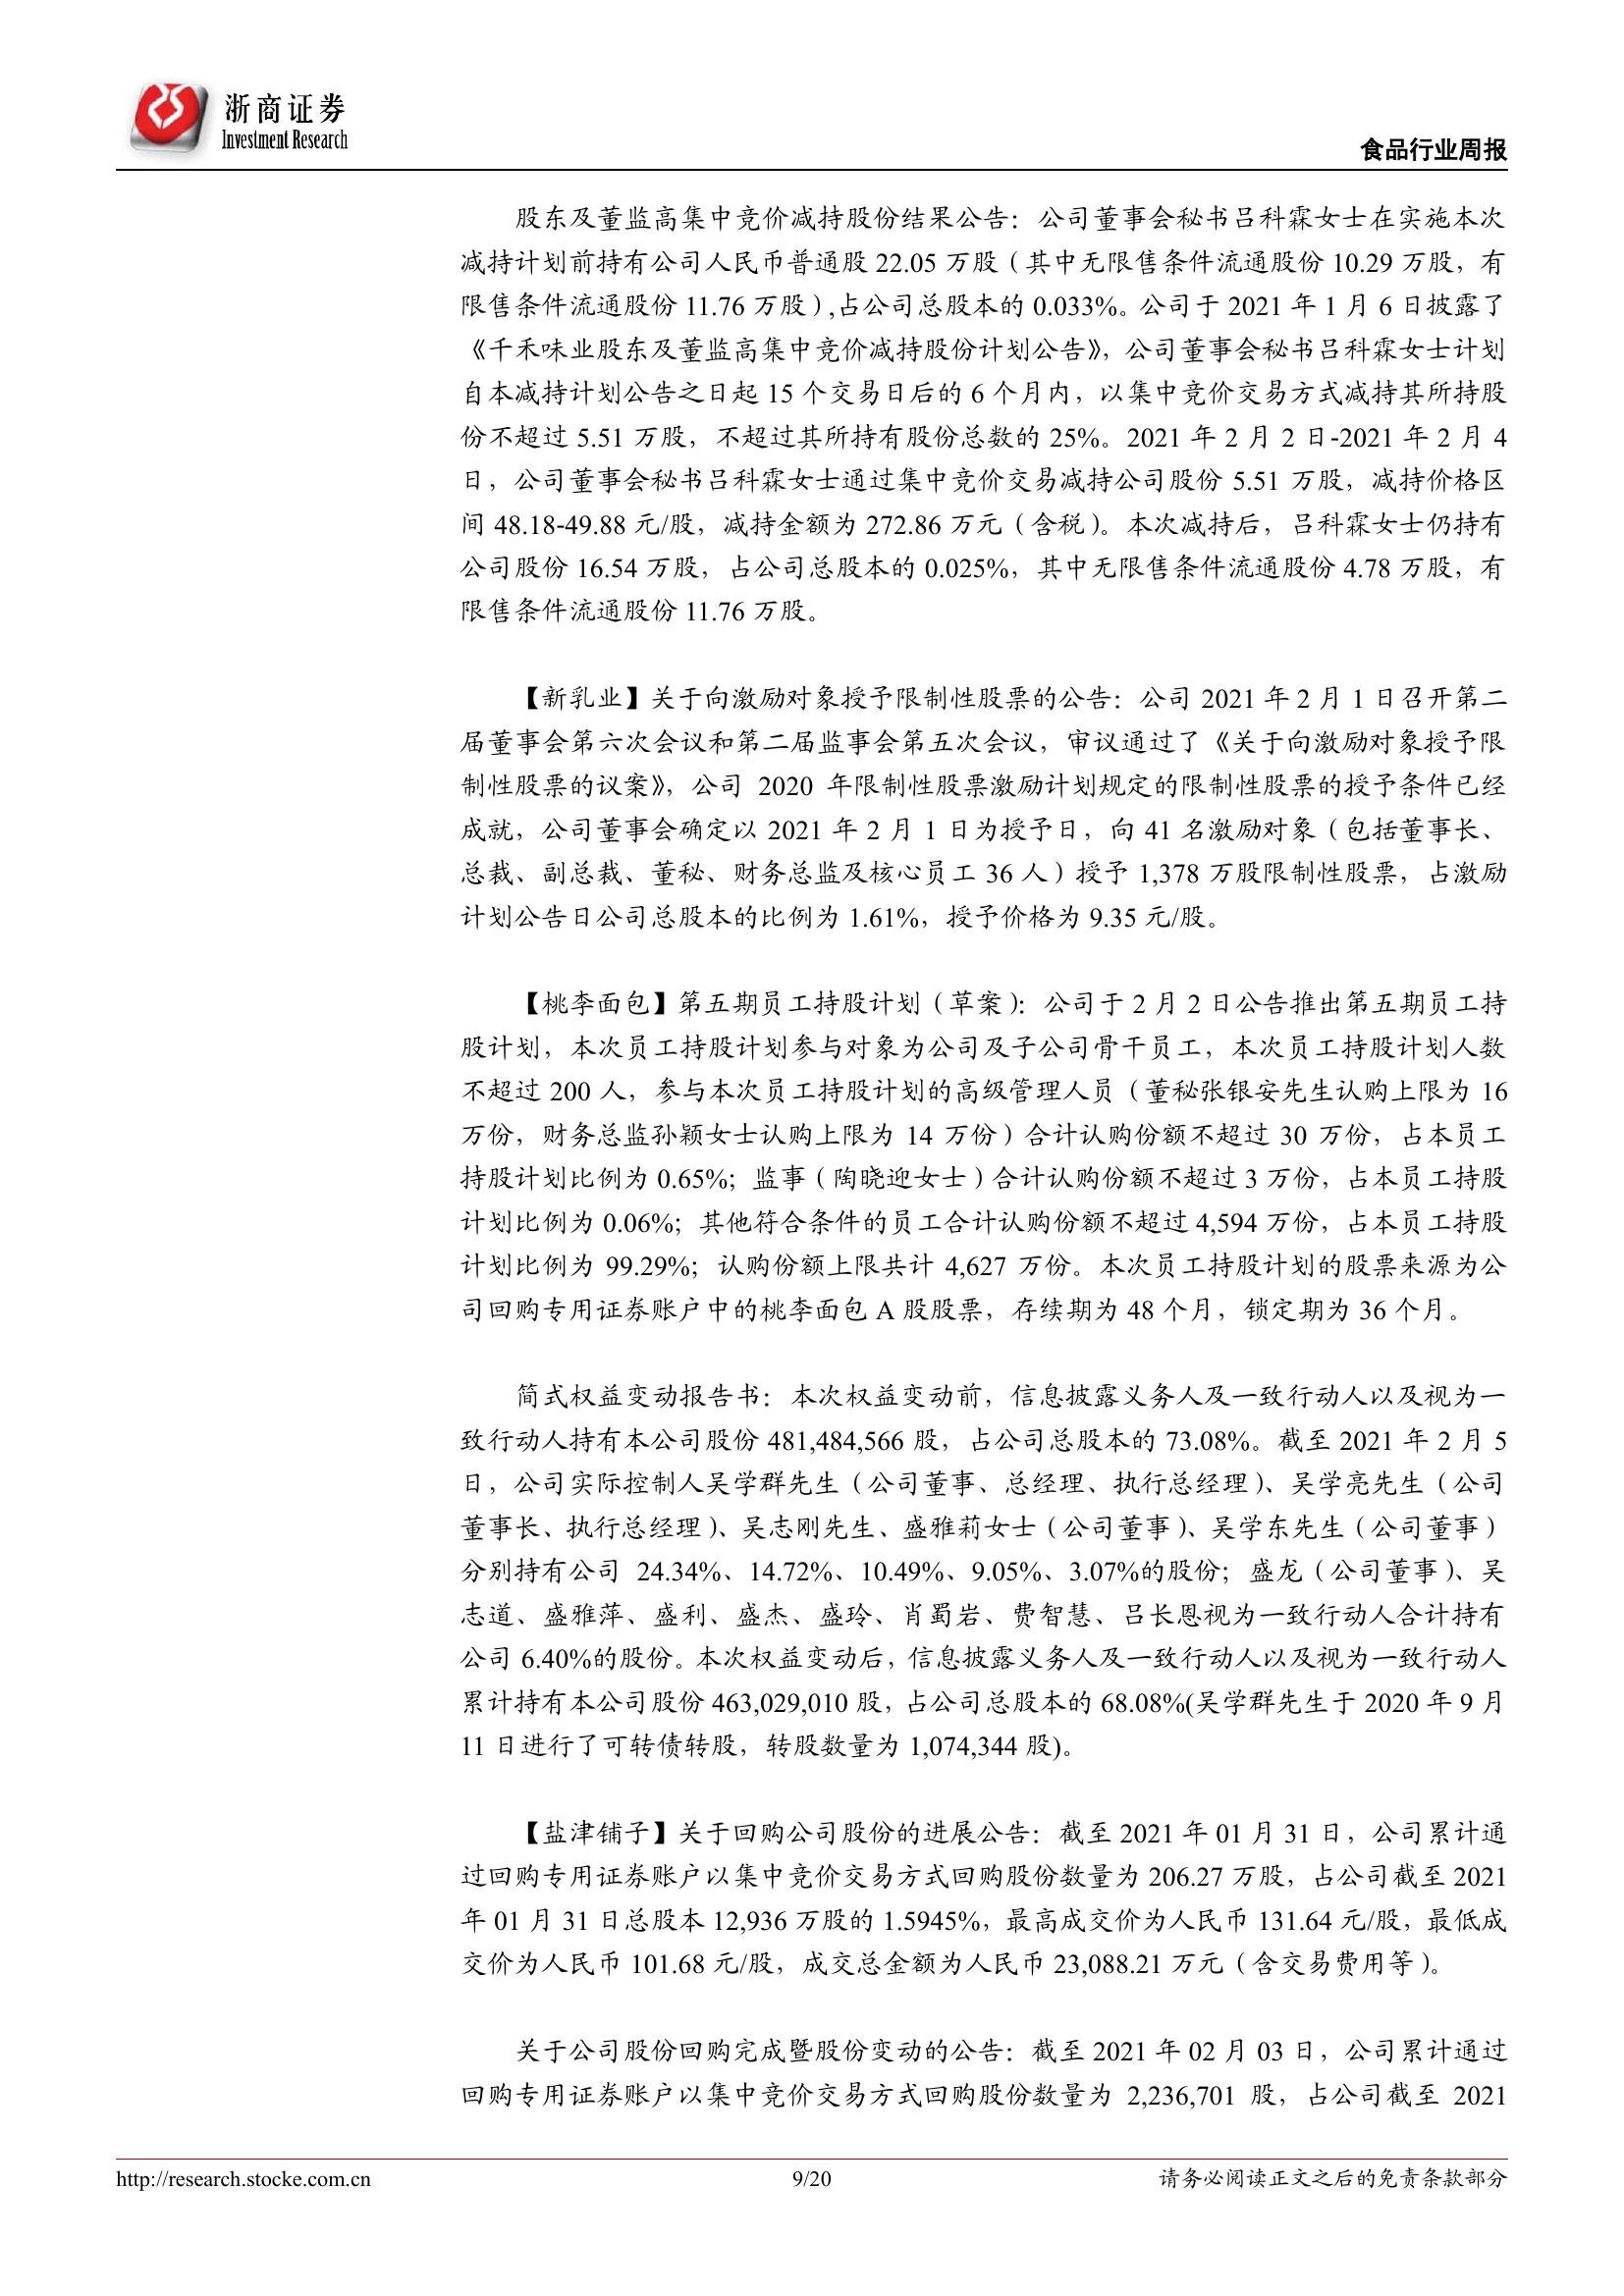 浙商证券
Investment Research
食品行业周报
股东及董监高集中竞价减持股份结果公告：公司董事会秘书吕科霖女士在实施本次
减持计划前持有公司人民币普通股 22.05 万股（其中无限售条件流通股份 10.29 万股，有
限售条件流通股份 11.76 万股）,占公司总股本的 0.033%。公司于 2021 年 1 月 6 日披露了
《千禾味业股东及董监高集中竞价减持股份计划公告》，公司董事会秘书吕科霖女士计划
自本减持计划公告之日起 15 个交易日后的 6 个月内，以集中竞价交易方式减持其所持股
份不超过 5.51 万股，不超过其所持有股份总数的 25%。2021 年 2 月 2 日-2021 年 2 月 4
日，公司董事会秘书吕科霖女士通过集中竞价交易减持公司股份 5.51 万股，减持价格区
间 48.18-49.88 元/股，减持金额为 272.86 万元（含税）。本次减持后，吕科霖女士仍持有
公司股份 16.54 万股，占公司总股本的 0.025%，其中无限售条件流通股份 4.78 万股，有
限售条件流通股份 11.76 万股。
【新乳业】关于向激励对象授予限制性股票的公告：公司 2021 年 2 月 1 日召开第二
届董事会第六次会议和第二届监事会第五次会议，审议通过了《关于向激励对象授予限
制性股票的议案》，公司 2020 年限制性股票激励计划规定的限制性股票的授予条件已经
成就，公司董事会确定以 2021 年 2 月 1 日为授予日，向 41 名激励对象（包括董事长、
总裁、副总裁、董秘、财务总监及核心员工 36 人）授予 1,378 万股限制性股票，占激励
计划公告日公司总股本的比例为 1.61%，授予价格为 9.35 元/股。
【桃李面包】第五期员工持股计划（草案）：公司于 2 月 2 日公告推出第五期员工持
股计划，本次员工持股计划参与对象为公司及子公司骨干员工，本次员工持股计划人数
不超过 200 人，参与本次员工持股计划的高级管理人员（董秘张银安先生认购上限为 16
万份，财务总监孙颖女士认购上限为 14 万份）合计认购份额不超过 30 万份，占本员工
持股计划比例为 0.65%；监事（陶晓迎女士）合计认购份额不超过 3 万份，占本员工持股
计划比例为 0.06%；其他符合条件的员工合计认购份额不超过 4,594 万份，占本员工持股
计划比例为 99.29%；认购份额上限共计 4,627 万份。本次员工持股计划的股票来源为公
司回购专用证券账户中的桃李面包 A 股股票，存续期为 48 个月，锁定期为 36 个月。
简式权益变动报告书：本次权益变动前，信息披露义务人及一致行动人以及视为一
致行动人持有本公司股份 481,484,566 股，占公司总股本的 73.08%。截至 2021 年 2 月 5
日，公司实际控制人吴学群先生（公司董事、总经理、执行总经理）、吴学亮先生（公司
董事长、执行总经理）、吴志刚先生、盛雅莉女士（公司董事）、吴学东先生（公司董事）
分别持有公司 24.34%、14.72%、10.49%、9.05%、3.07%的股份；盛龙（公司董事）、吴
志道、盛雅萍、盛利、盛杰、盛玲、肖蜀岩、费智慧、吕长恩视为一致行动人合计持有
公司 6.40%的股份。本次权益变动后，信息披露义务人及一致行动人以及视为一致行动人
累计持有本公司股份 463,029,010 股，占公司总股本的 68.08%(吴学群先生于 2020 年 9 月
11 日进行了可转债转股，转股数量为 1,074,344 股)。
【盐津铺子】关于回购公司股份的进展公告：截至 2021 年 01 月 31 日，公司累计通
过回购专用证券账户以集中竞价交易方式回购股份数量为 206.27 万股，占公司截至 2021
年 01 月 31 日总股本 12,936 万股的 1.5945%，最高成交价为人民币 131.64 元/股，最低成
交价为人民币 101.68 元/股，成交总金额为人民币 23,088.21 万元（含交易费用等）。
关于公司股份回购完成暨股份变动的公告：截至 2021 年 02 月 03 日，公司累计通过
回购专用证券账户以集中竞价交易方式回购股份数量为 2,236,701 股，占公司截至 2021
http://research.stocke.com.cn
9/20
请务必阅读正文之后的免责条款部分